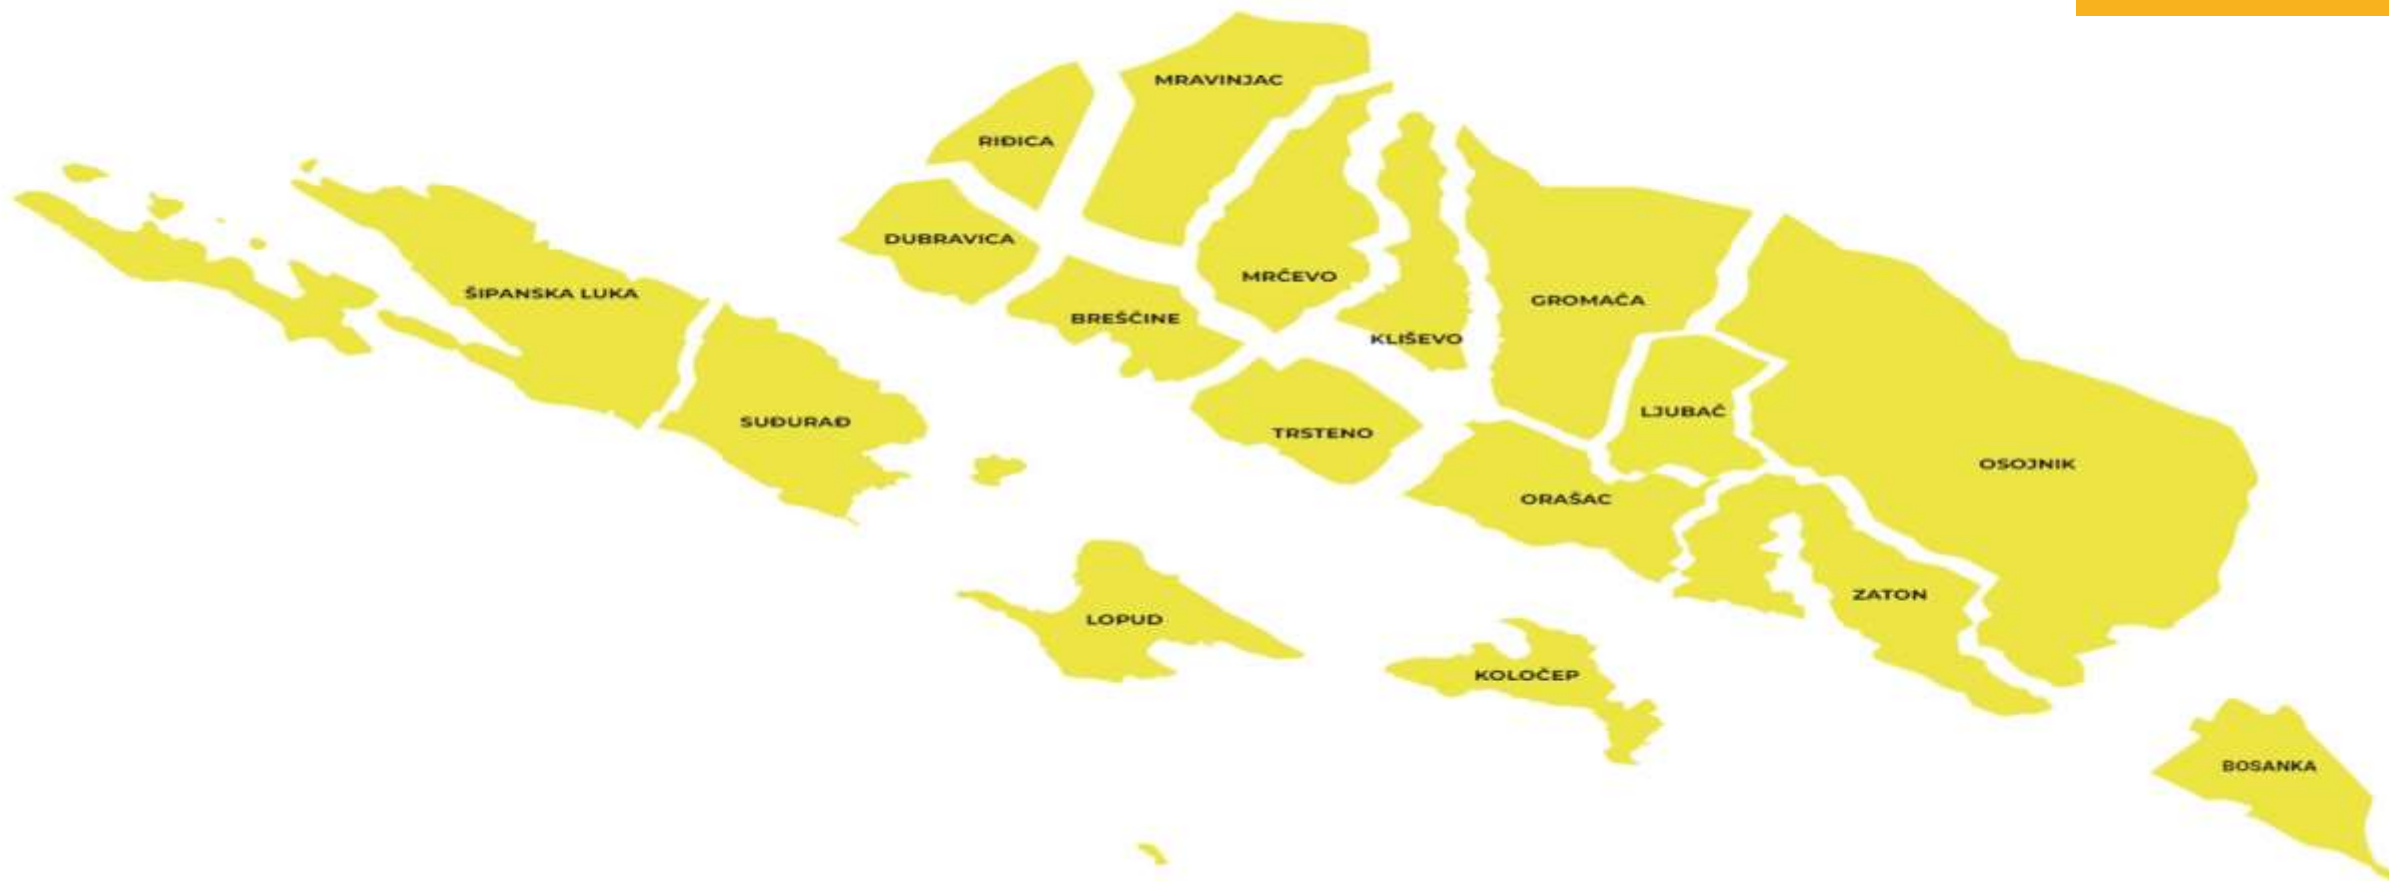 MRAVINJAC
RIĐICA
DUBRAVICA
MRČEVO
ŠIPANSKA LUKA
GROMAČA
BREŠČINE
KLIŠEVO
LJUBAČ
SUĐURAĐ
TRSTENO
OSOJNIK
ORAŠAC
ZATON
LOPUD
KOLOČEP
BOSANKA